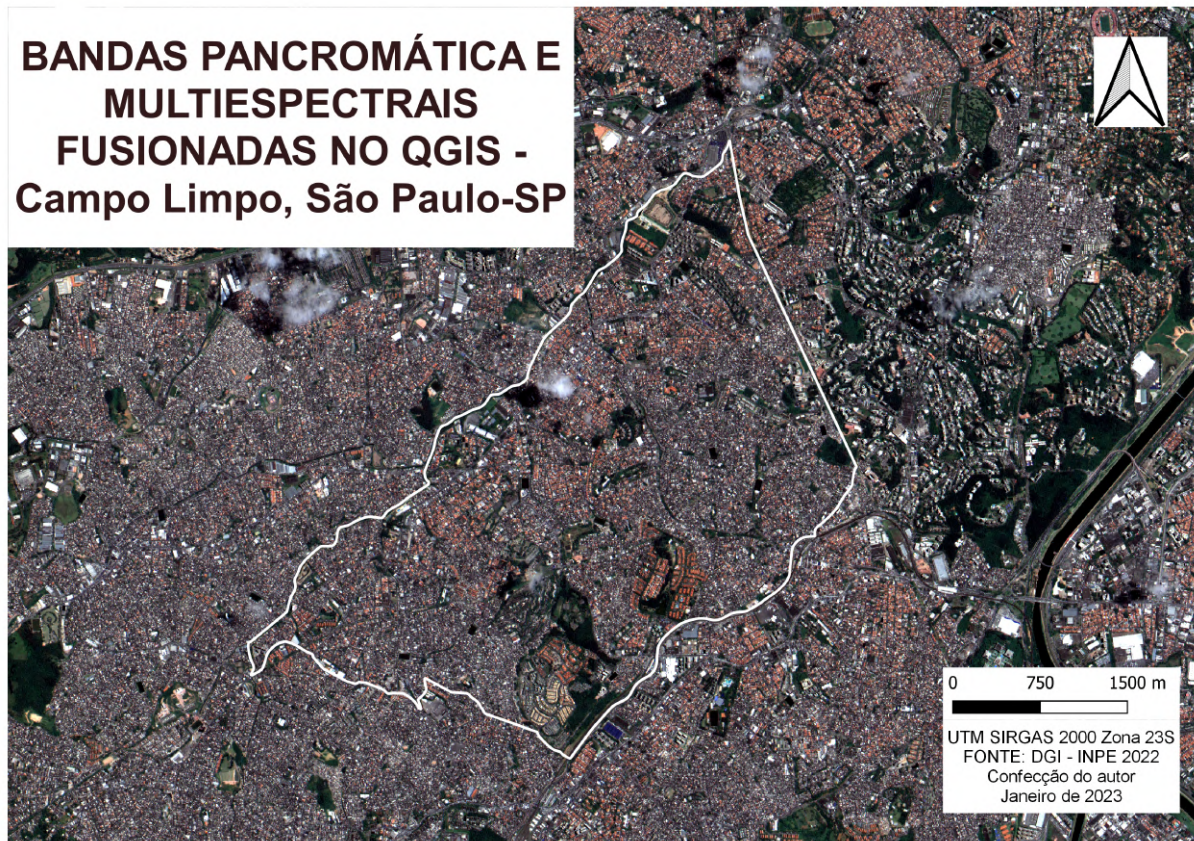 BANDAS PANCROMÁTICA E
MULTIESPECTRAIS
FUSIONADAS NO QGIS -
Campo Limpo, São Paulo-SP
0 750 1500 m
UTM SIRGAS 2000 Zona 23S
FONTE: DGI - INPE 2022
Confecção do autor
Janeiro de 2023